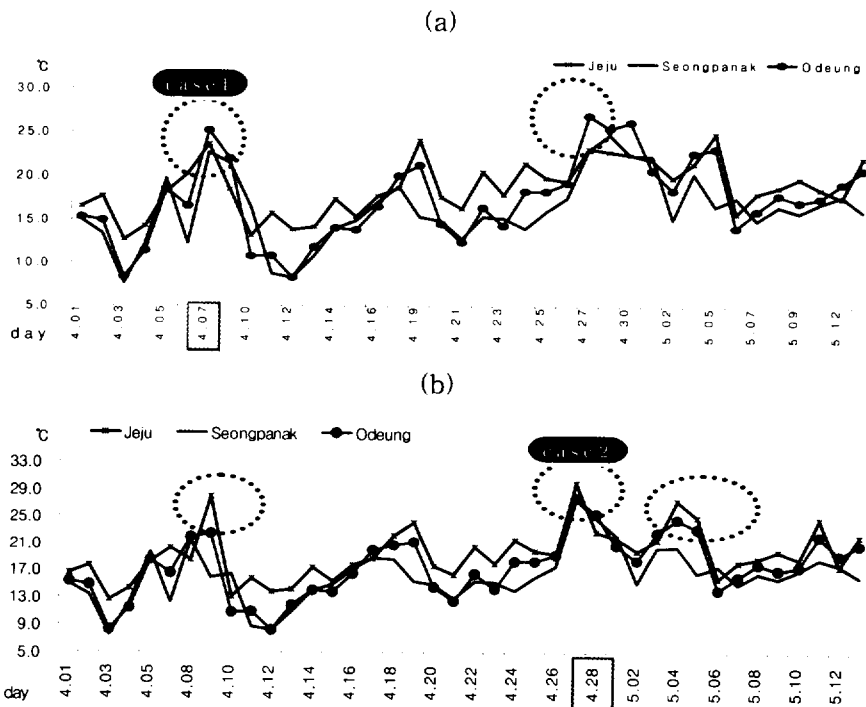 (a)
℃
case1
Jeju Seongpanak Odeung
30.0
25.0
20.0
15.0
10.0
5.0
day 4.01 4.03 4.05 4.07 4.10 4.12 4.14 4.16 4.19 4.21 4.23 4.25 4.27 4.30 5.02 5.05 5.07 5.09 5.12
(b)
℃ Jeju Seongpanak Odeung
case2
33.0
29.0
25.0
21.0
17.0
13.0
9.0
5.0
day 4.01 4.03 4.05 4.08 4.10 4.12 4.14 4.16 4.18 4.20 4.22 4.24 4.26 4.28 5.02 5.04 5.06 5.08 5.10 5.12